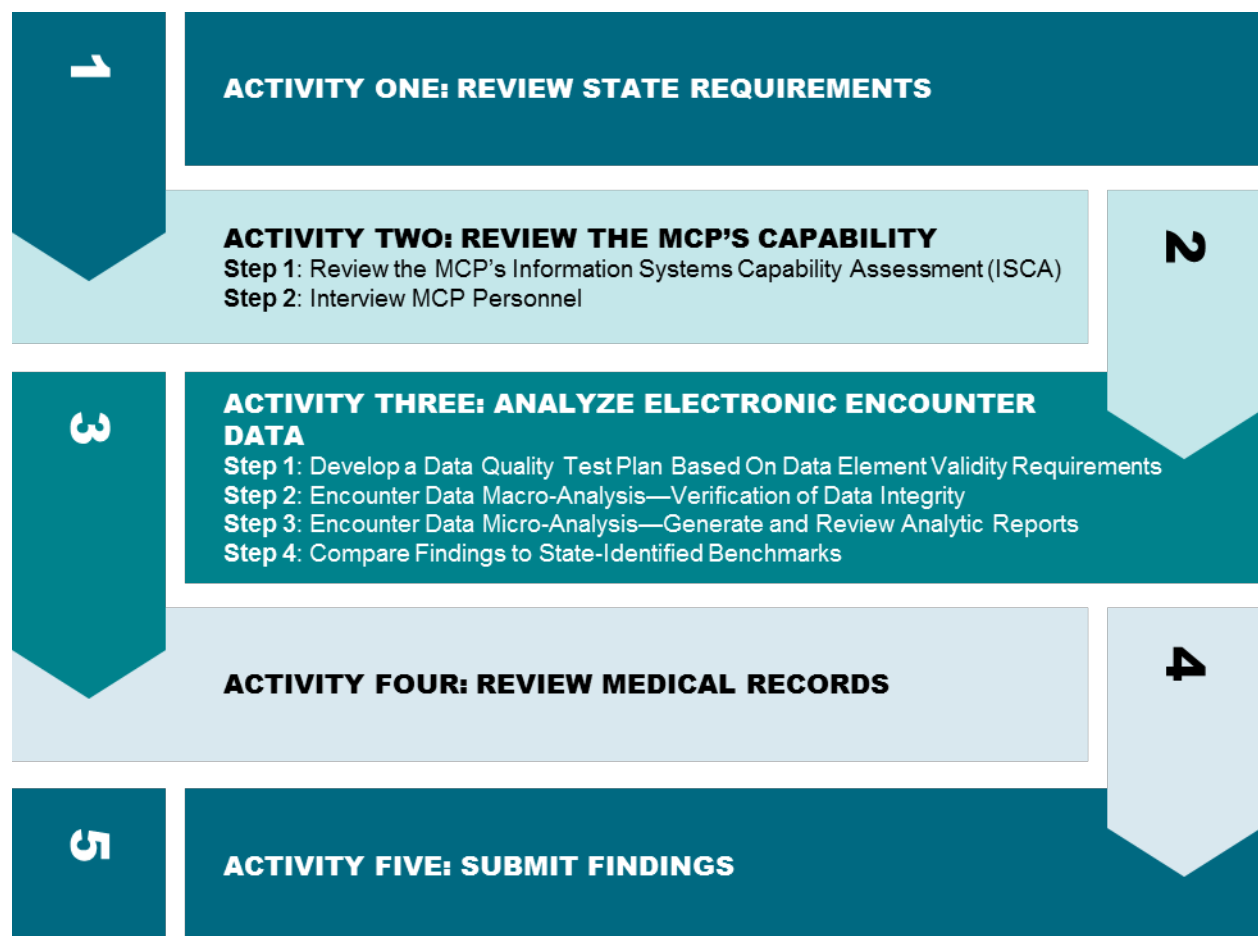 1
ACTIVITY ONE: REVIEW STATE REQUIREMENTS
ACTIVITY TWO: REVIEW THE MCP'S CAPABILITY
Step 1: Review the MCP's Information Systems Capability Assessment (ISCA)
Step 2: Interview MCP Personnel
2
3
ACTIVITY THREE: ANALYZE ELECTRONIC ENCOUNTER
DATA
Step 1: Develop a Data Quality Test Plan Based On Data Element Validity Requirements
Step 2: Encounter Data Macro-Analysis—Verification of Data Integrity
Step 3: Encounter Data Micro-Analysis—Generate and Review Analytic Reports
Step 4: Compare Findings to State-Identified Benchmarks
ACTIVITY FOUR: REVIEW MEDICAL RECORDS
4
5
ACTIVITY FIVE: SUBMIT FINDINGS